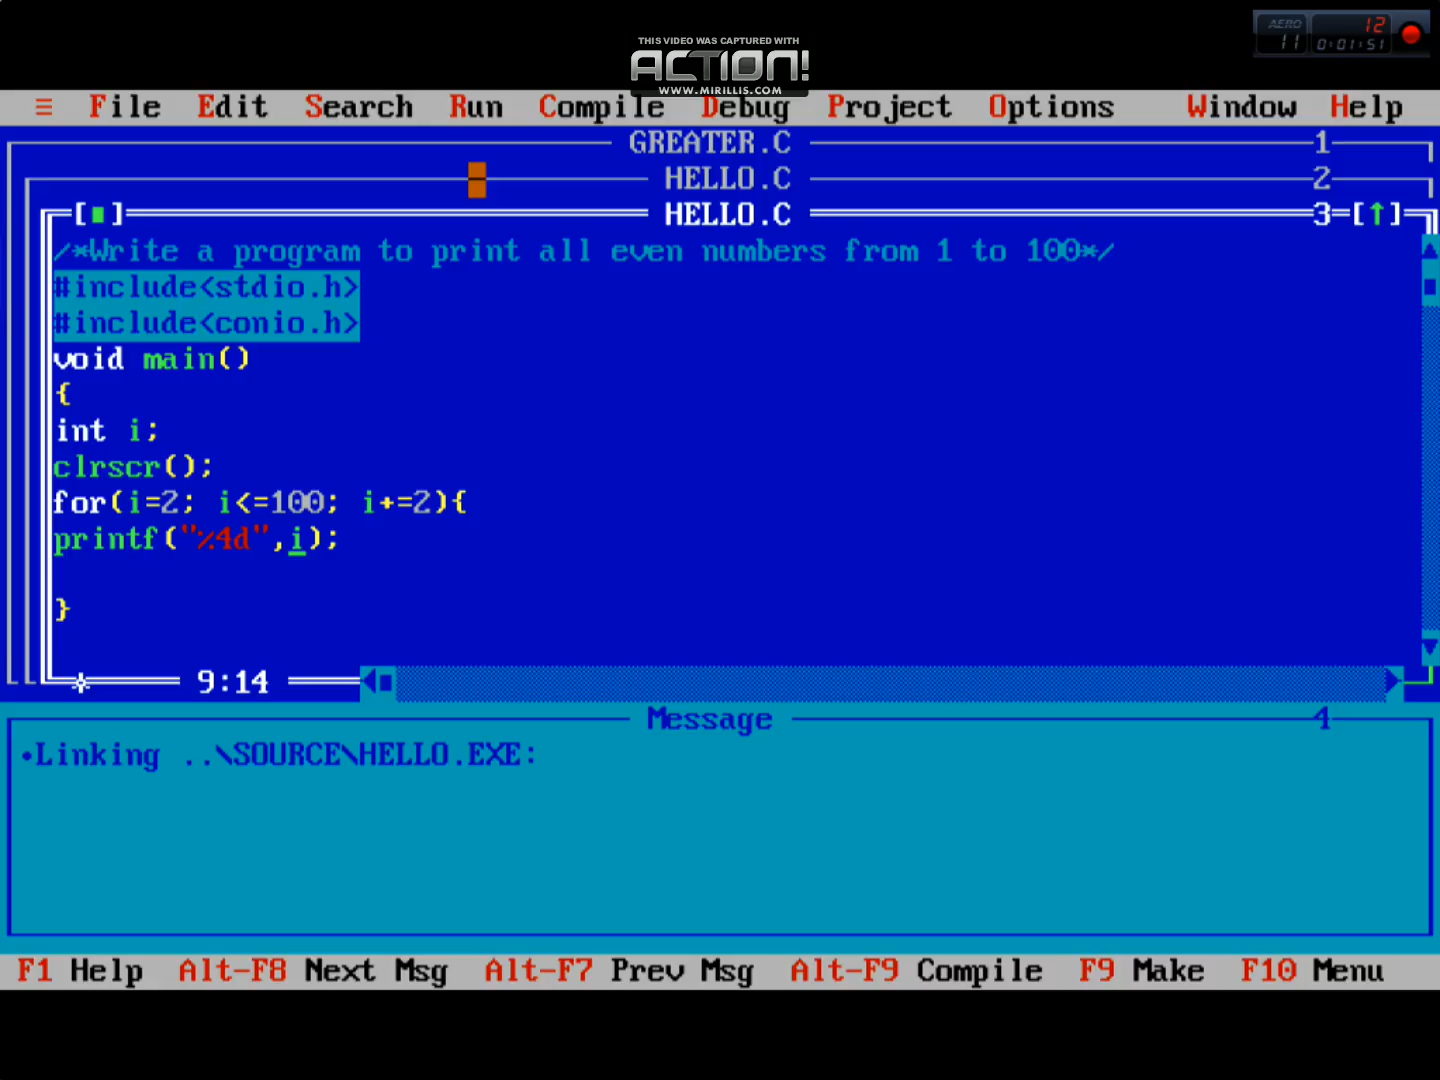 AERO 12
11 0:01:51
THIS VIDEO WAS CAPTURED WITH
ACTION!
WWW.MIRILLIS.COM
≡ File Edit Search Run Compile Debug Project Options Window Help
GREATER.C 1
HELLO.C 2
[■] HELLO.C 3=[↑]
/*Write a program to print all even numbers from 1 to 100*/
#include<stdio.h>
#include<conio.h>
void main()
{
int i;
clrscr();
for(i=2; i<=100; i+=2){
printf("%4d",i);
}
9:14
Message 4
•Linking ..\SOURCE\HELLO.EXE:
F1 Help Alt-F8 Next Msg Alt-F7 Prev Msg Alt-F9 Compile F9 Make F10 Menu